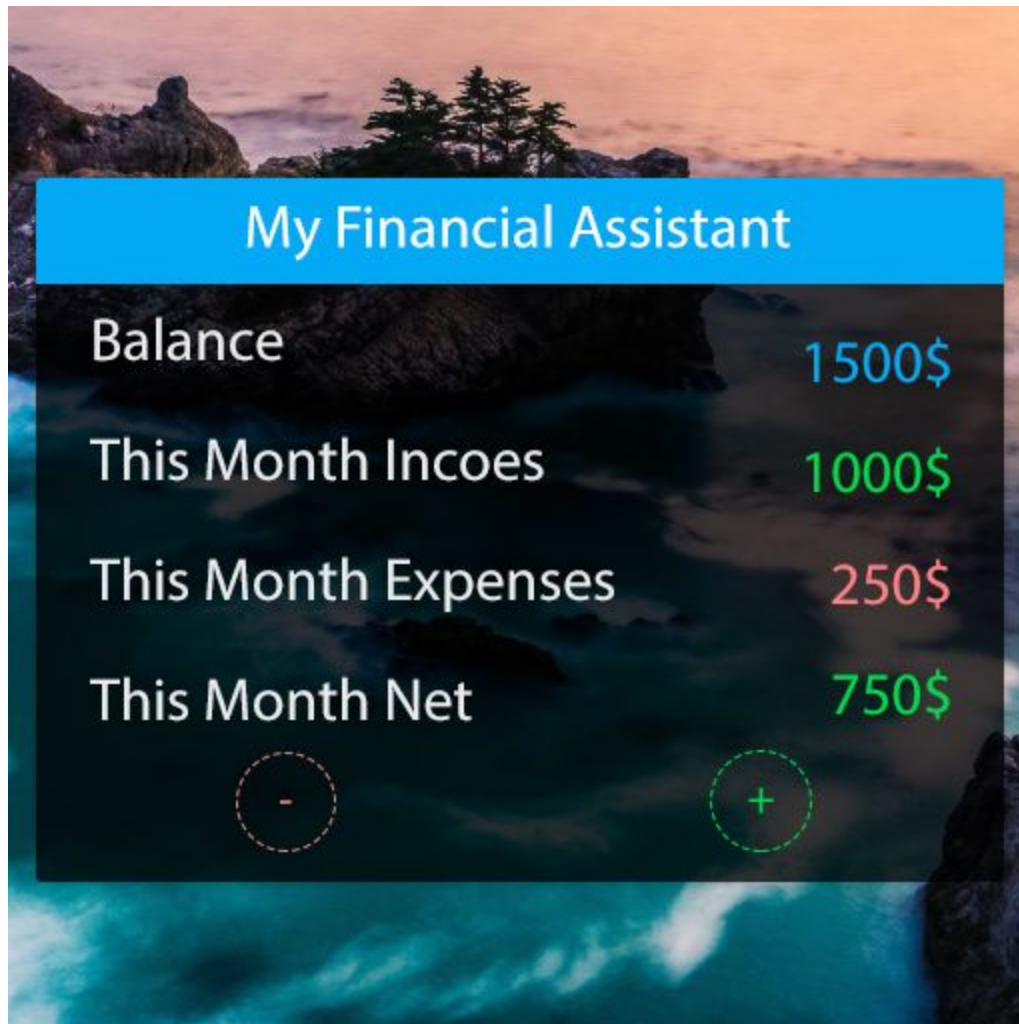 My Financial Assistant
Balance 1500$
This Month Incoes 1000$
This Month Expenses 250$
This Month Net 750$
- +